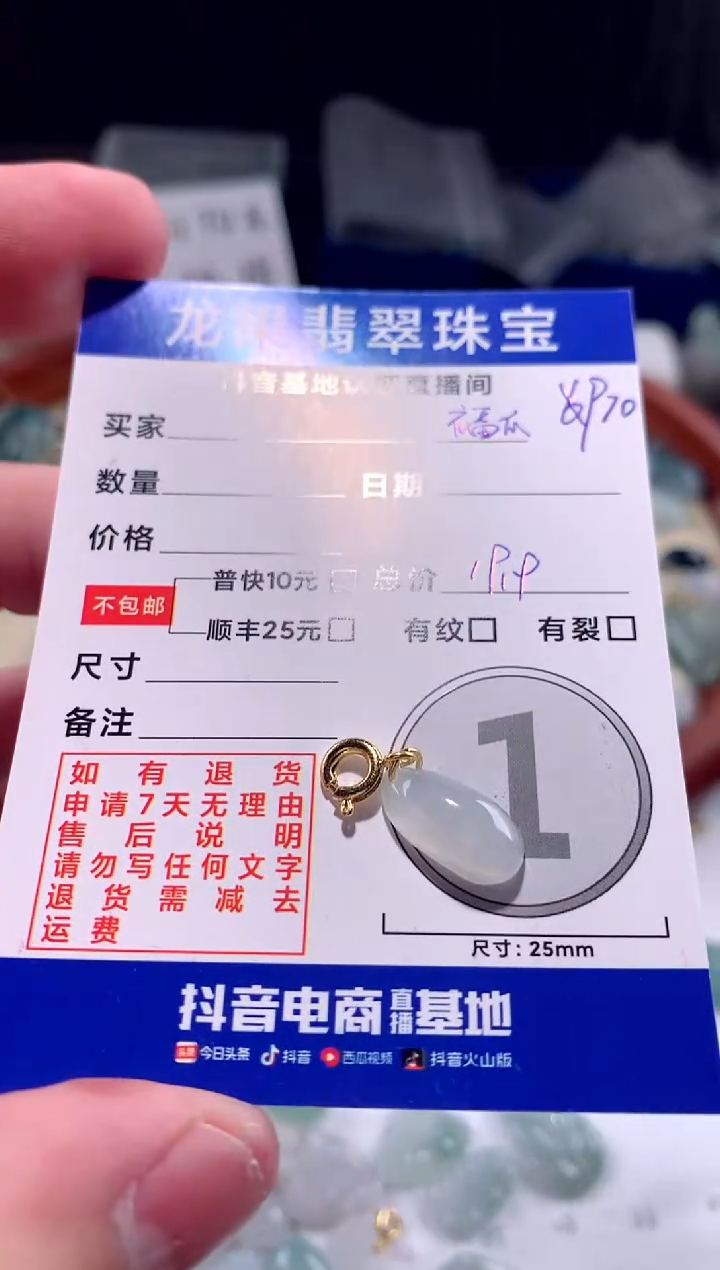 翡翠珠宝
直播间
买家 福瓜
数量 日期
价格
普快10元 总价
不包邮
顺丰25元 有纹 有裂
尺寸
备注
1
如有退货
申请7天无理由
售后说明
请勿写任何文字
退货需减去
运费
尺寸: 25mm
抖音电商直播基地
头条 今日头条 抖音 西瓜视频 抖音火山版